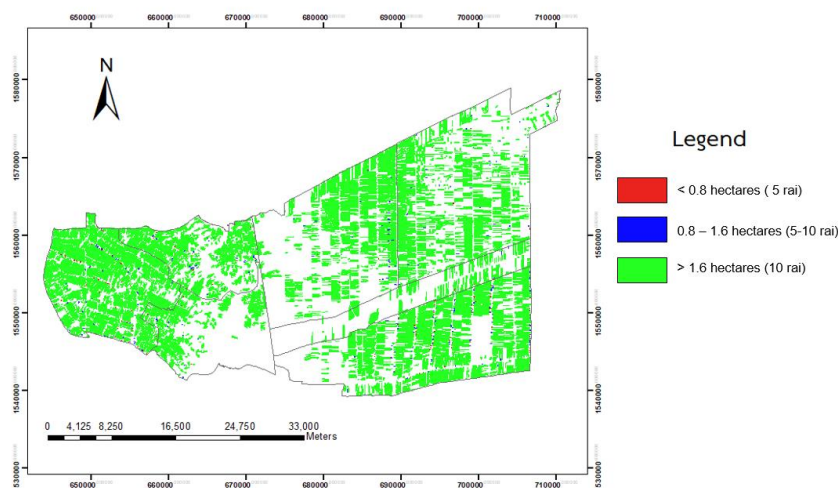 650000 660000 670000 680000 690000 700000 710000
1580000 1580000
N
1570000 1570000
Legend
< 0.8 hectares ( 5 rai)
0.8 – 1.6 hectares (5-10 rai)
> 1.6 hectares (10 rai)
1560000 1560000
1550000 1550000
1540000 1540000
0 4,125 8,250 16,500 24,750 33,000
Meters
1530000 1530000
650000 660000 670000 680000 690000 700000 710000